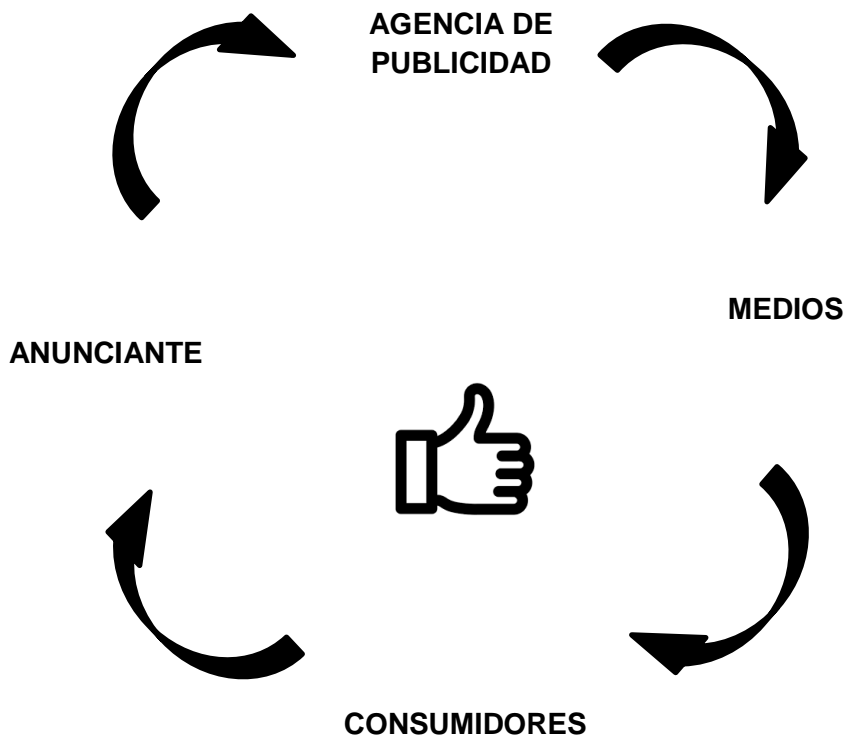 AGENCIA DE
PUBLICIDAD
MEDIOS
ANUNCIANTE
CONSUMIDORES